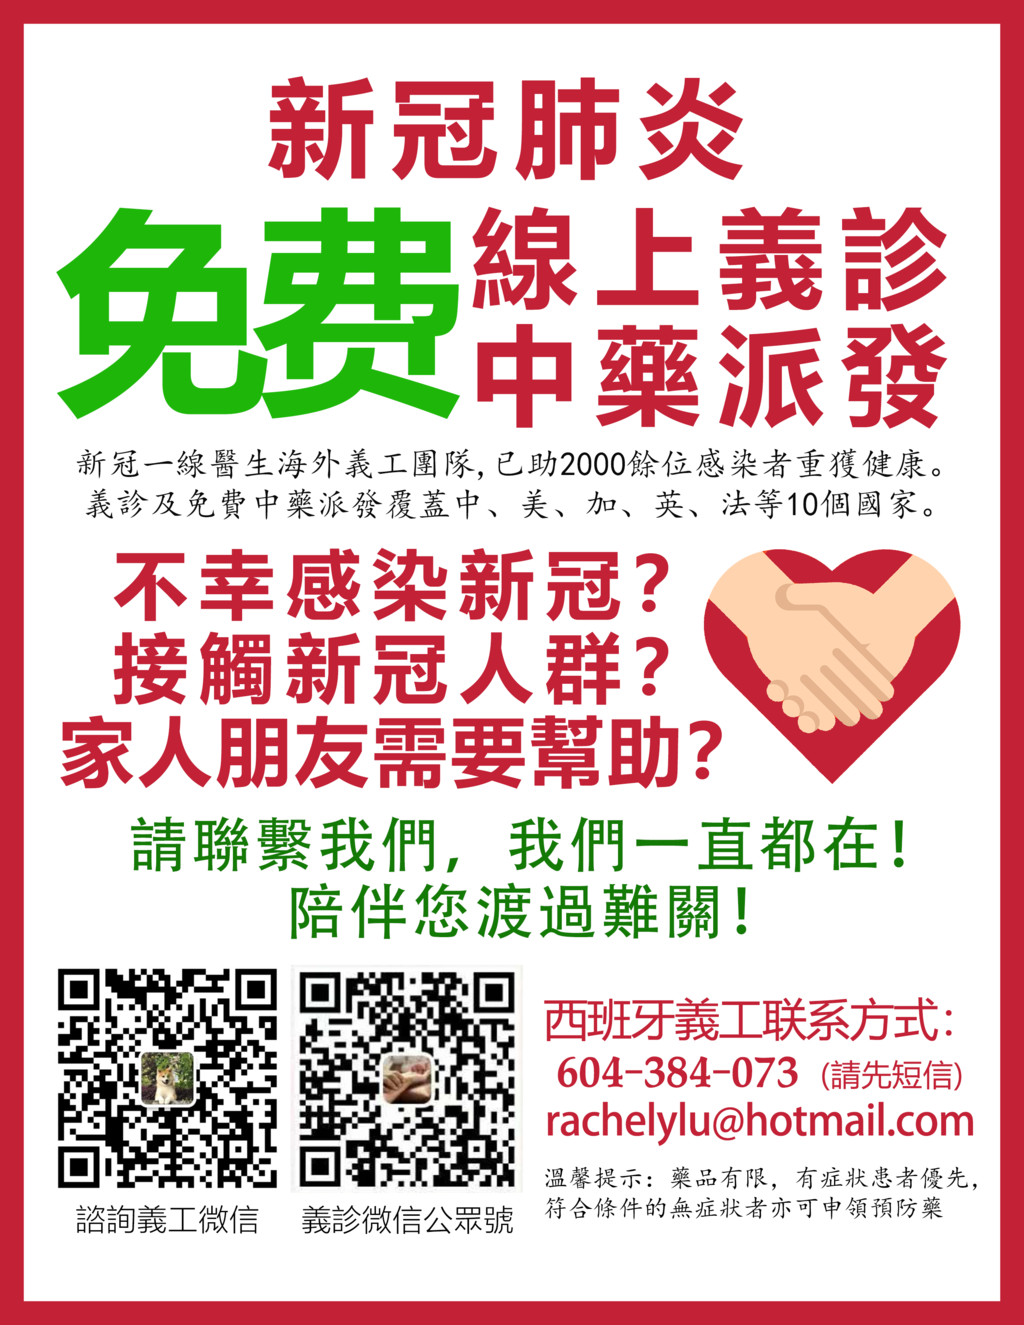 新冠肺炎
免费
線上義診
中藥派發
新冠一線醫生海外義工團隊,已助2000餘位感染者重獲健康。
義診及免費中藥派發覆蓋中、美、加、英、法等10個國家。
不幸感染新冠?
接觸新冠人群?
家人朋友需要幫助?
請聯繫我們，我們一直都在!
陪伴您渡過難關!
西班牙義工联系方式：
604-384-073 (請先短信)
rachelylu@hotmail.com
溫馨提示：藥品有限，有症狀患者優先，
符合條件的無症狀者亦可申領預防藥
諮詢義工微信
義診微信公眾號